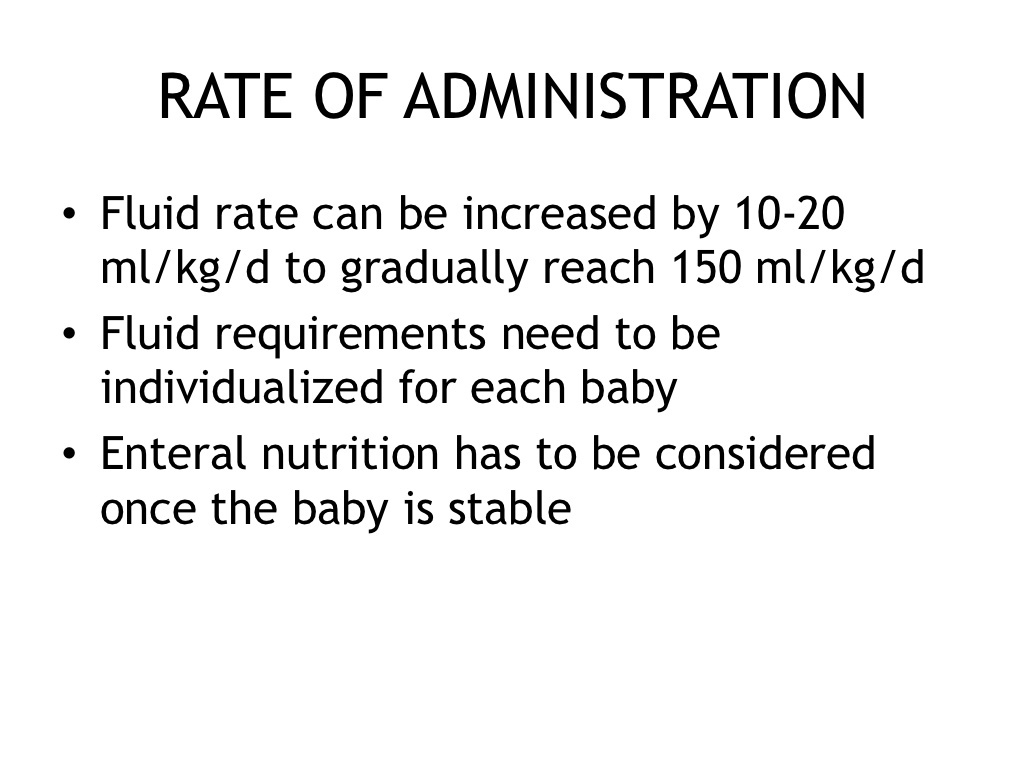 RATE OF ADMINISTRATION
• Fluid rate can be increased by 10-20
ml/kg/d to gradually reach 150 ml/kg/d
• Fluid requirements need to be
individualized for each baby
• Enteral nutrition has to be considered
once the baby is stable